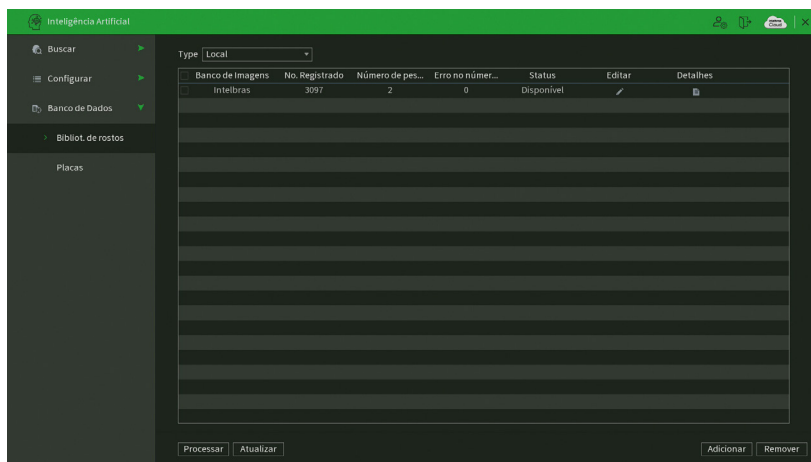 Inteligência Artificial
Buscar
Configurar
Banco de Dados
Bibliot. de rostos
Placas
Type Local
Banco de Imagens No. Registrado Número de pes... Erro no númer... Status Editar Detalhes
Intelbras 3097 2 0 Disponível
Processar Atualizar Adicionar Remover